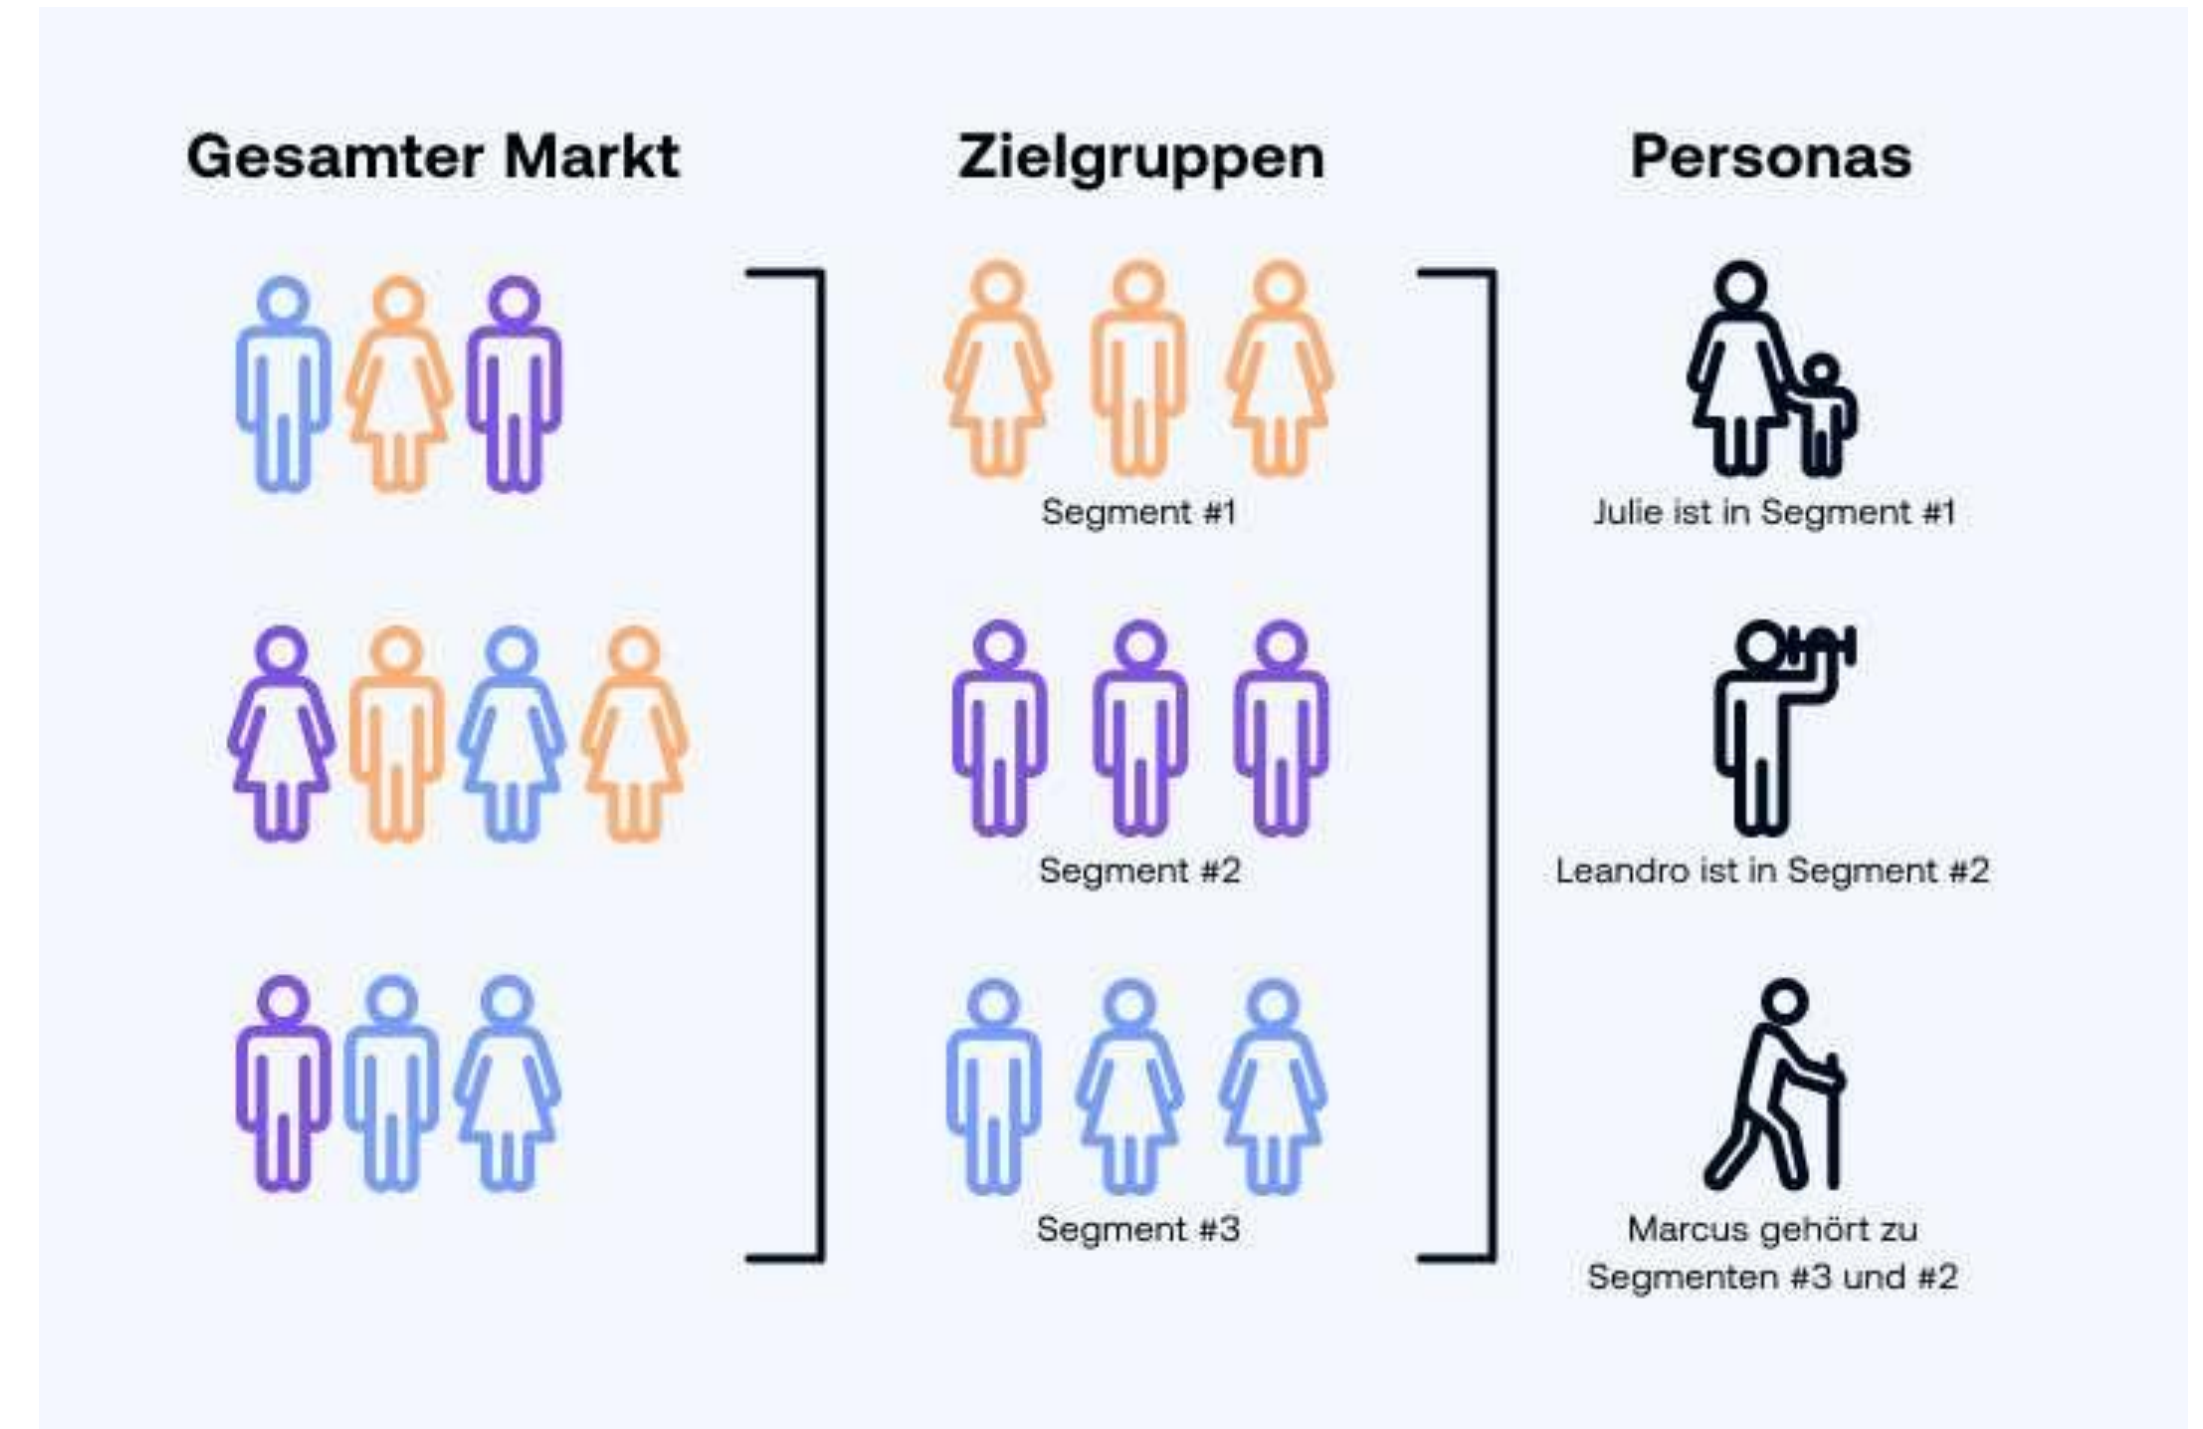 Gesamter Markt
Zielgruppen
Personas
Segment #1
Julie ist in Segment #1
Segment #2
Leandro ist in Segment #2
Segment #3
Marcus gehört zu
Segmenten #3 und #2